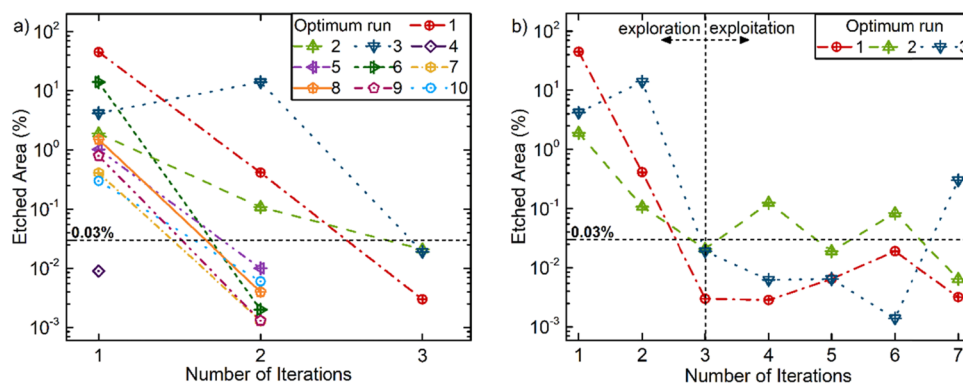 a)
Optimum run
1
2 3 4
5 6 7
8 9 10
10²
10¹
10⁰
10⁻¹
10⁻²
10⁻³
Etched Area (%)
0.03%
1 2 3
Number of Iterations
b)
exploration exploitation
Optimum run
1 2 3
10²
10¹
10⁰
10⁻¹
10⁻²
10⁻³
Etched Area (%)
0.03%
1 2 3 4 5 6 7
Number of Iterations